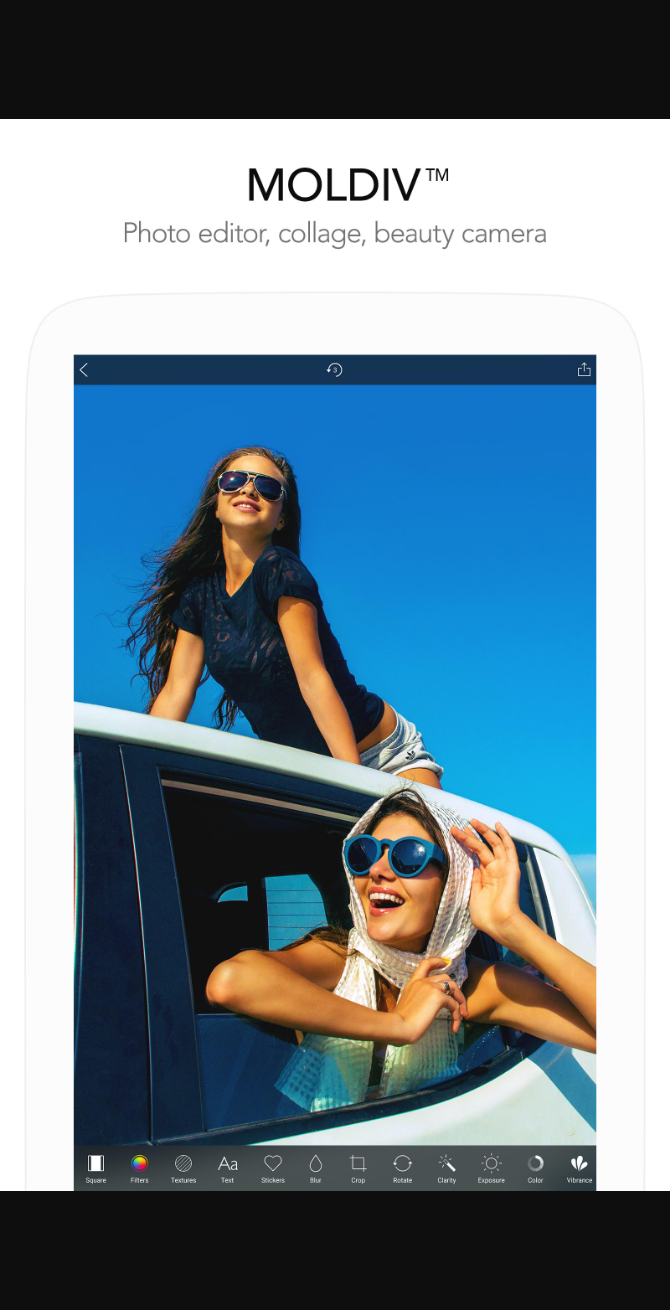 MOLDIV™
Photo editor, collage, beauty camera
3
Square Filters Textures Text Stickers Blur Crop Rotate Clarity Exposure Color Vibrance
Aa